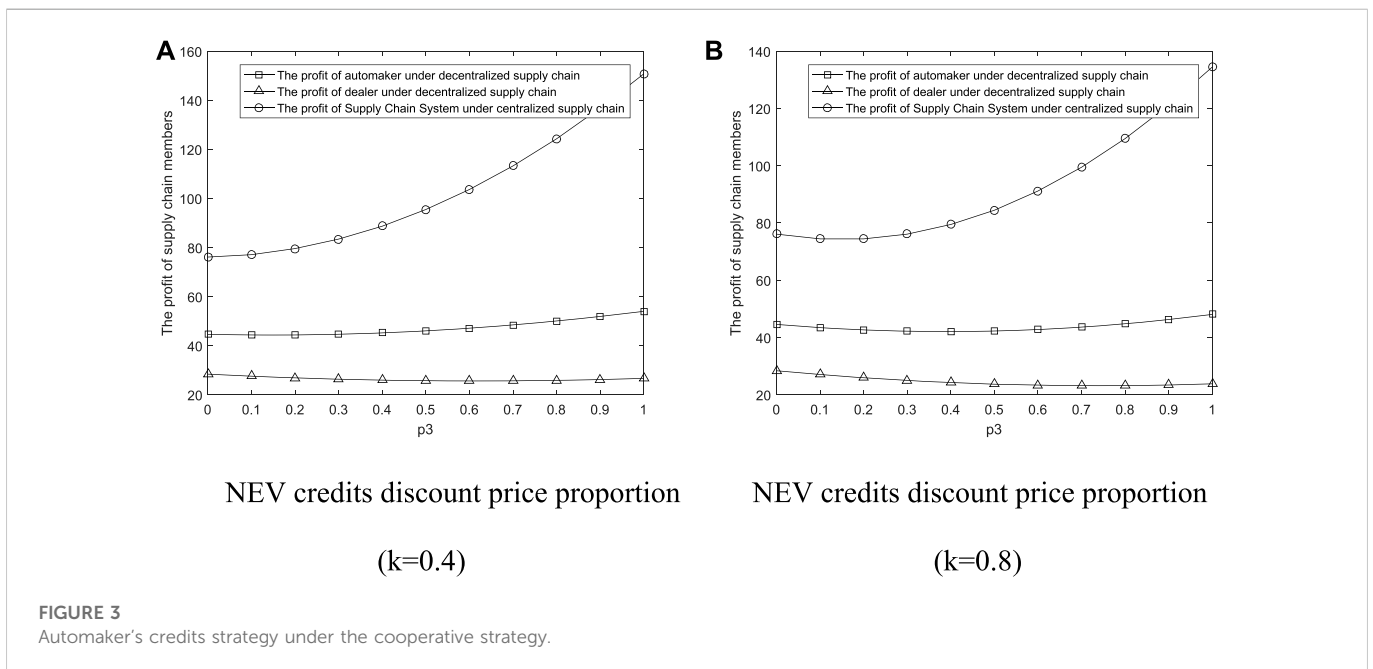 A
160
140
120
100
80
60
40
20
The profit of supply chain members
The profit of automaker under decentralized supply chain
The profit of dealer under decentralized supply chain
The profit of Supply Chain System under centralized supply chain
0 0.1 0.2 0.3 0.4 0.5 0.6 0.7 0.8 0.9 1
p3
NEV credits discount price proportion
(k=0.4)
B
140
120
100
80
60
40
20
The profit of supply chain members
The profit of automaker under decentralized supply chain
The profit of dealer under decentralized supply chain
The profit of Supply Chain System under centralized supply chain
0 0.1 0.2 0.3 0.4 0.5 0.6 0.7 0.8 0.9 1
p3
NEV credits discount price proportion
(k=0.8)
FIGURE 3
Automaker's credits strategy under the cooperative strategy.